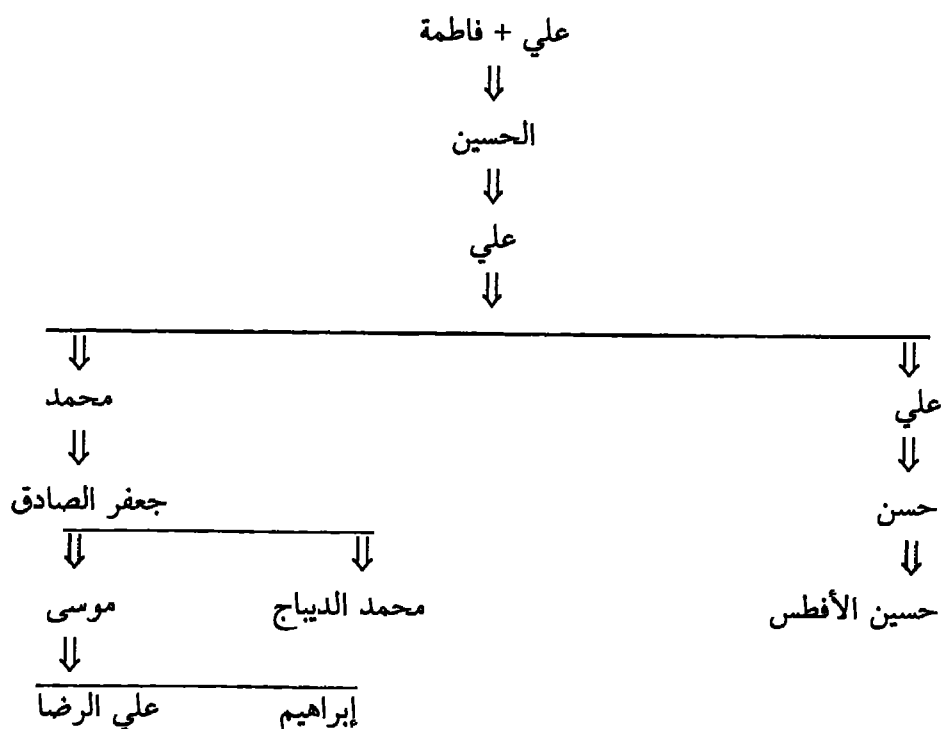 علي + فاطمة
الحسين
علي
علي
محمد
حسن
جعفر الصادق
حسين الأفطس
محمد الديباج
موسى
إبراهيم
علي الرضا